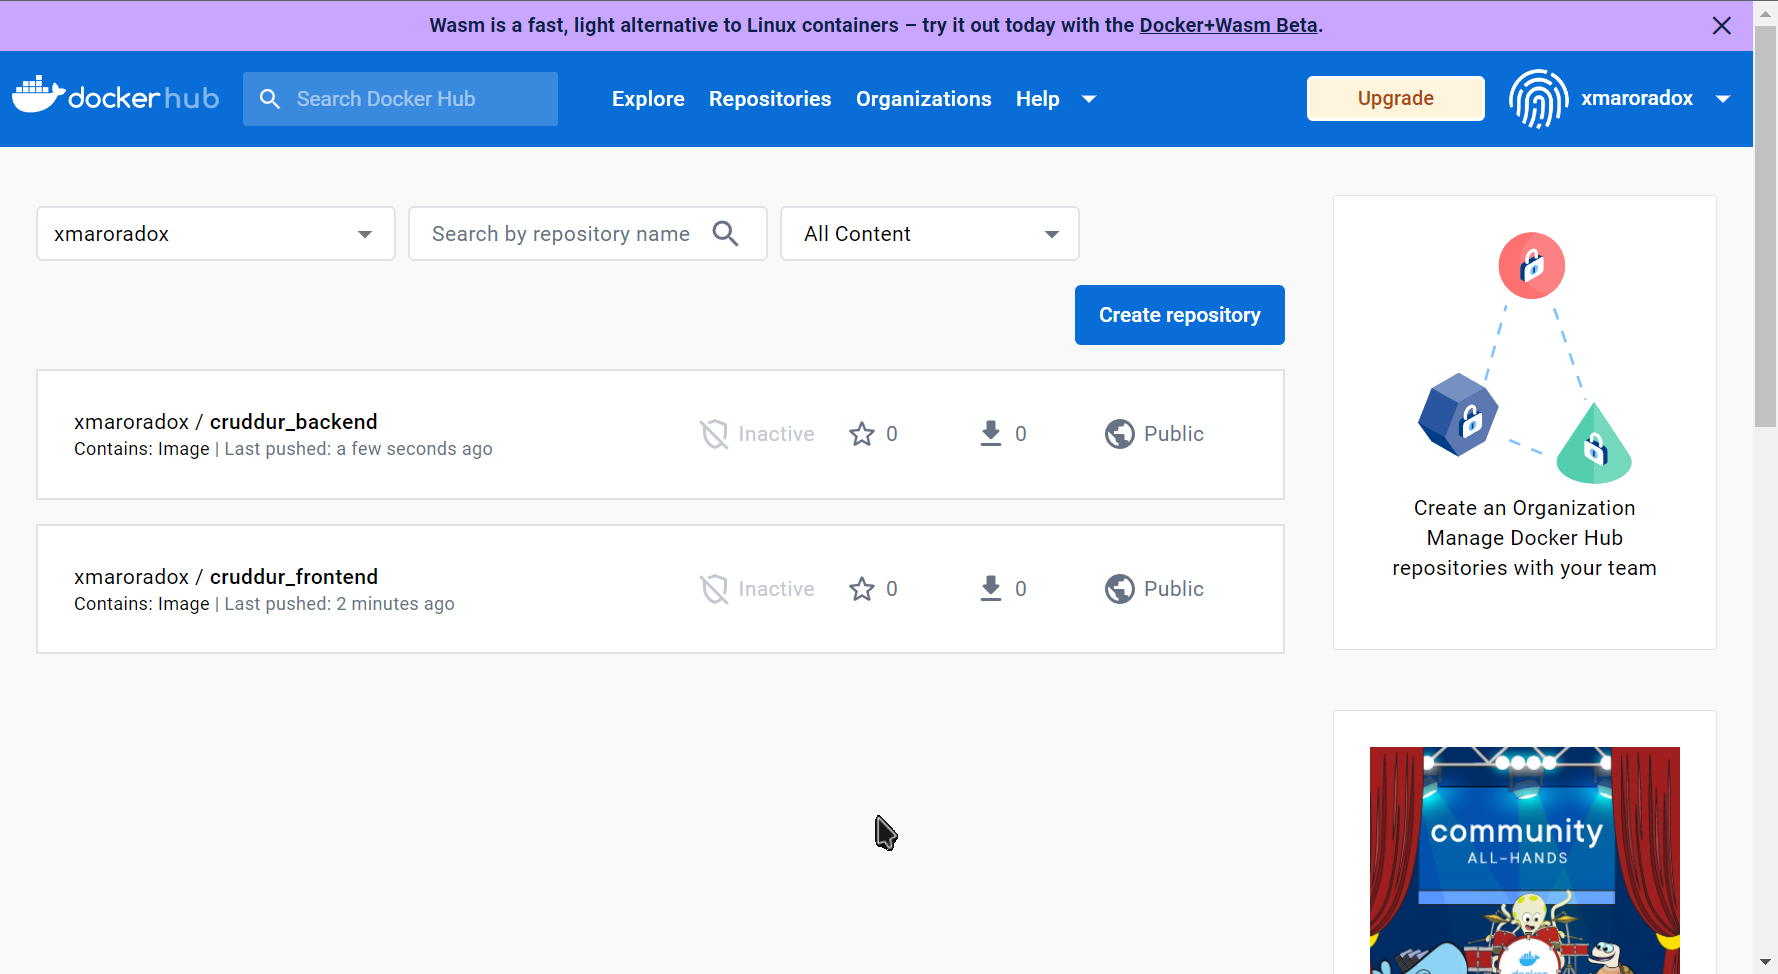 Wasm is a fast, light alternative to Linux containers – try it out today with the Docker+Wasm Beta.
dockerhub
Search Docker Hub
Explore
Repositories
Organizations
Help
Upgrade
xmaroradox
xmaroradox
Search by repository name
All Content
Create repository
xmaroradox / cruddur_backend
Contains: Image | Last pushed: a few seconds ago
Inactive
0
0
Public
xmaroradox / cruddur_frontend
Contains: Image | Last pushed: 2 minutes ago
Inactive
0
0
Public
Create an Organization
Manage Docker Hub
repositories with your team
community
ALL-HANDS
docker